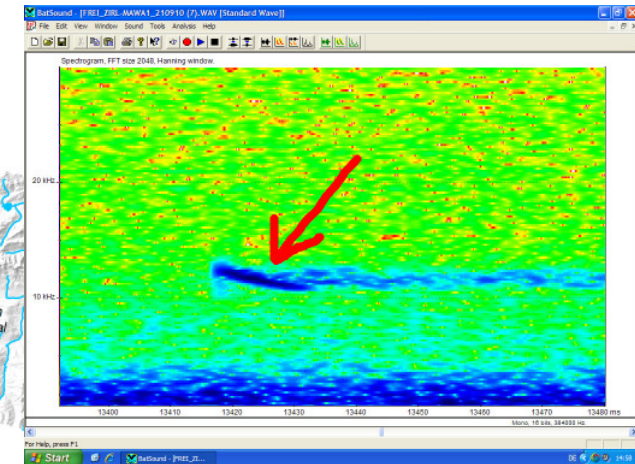 BatSound - [FREI_ZIRL-MAWA1_210910 (7).WAV [Standard Wave]]
File Edit View Window Sound Tools Analysis Help
Spectrogram, FFT size 2048, Hanning window.
20 kHz
10 kHz
13400 13410 13420 13430 13440 13450 13460 13470 13480 ms
Mono, 16 bits, 384000 Hz.
For Help, press F1
Start BatSound - [FREI_ZI... DE 14:58